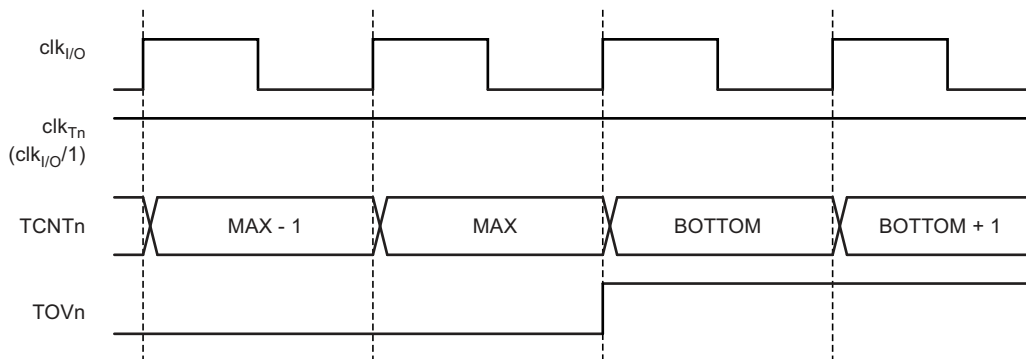 clkI/O
clkTn
(clkI/O/1)
TCNTn MAX - 1 MAX BOTTOM BOTTOM + 1
TOVn